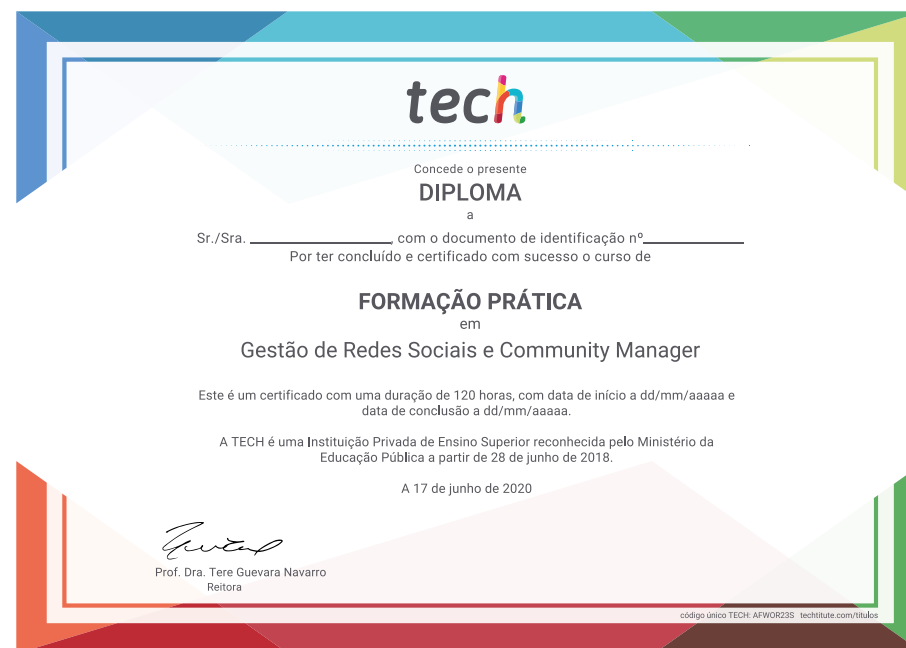 tech
Concede o presente
DIPLOMA
a
Sr./Sra. ________________, com o documento de identificação nº____________
Por ter concluído e certificado com sucesso o curso de
FORMAÇÃO PRÁTICA
em
Gestão de Redes Sociais e Community Manager
Este é um certificado com uma duração de 120 horas, com data de início a dd/mm/aaaaa e
data de conclusão a dd/mm/aaaaa.
A TECH é uma Instituição Privada de Ensino Superior reconhecida pelo Ministério da
Educação Pública a partir de 28 de junho de 2018.
A 17 de junho de 2020
Prof. Dra. Tere Guevara Navarro
Reitora
código único TECH: AFWOR23S techtitute.com/titulos